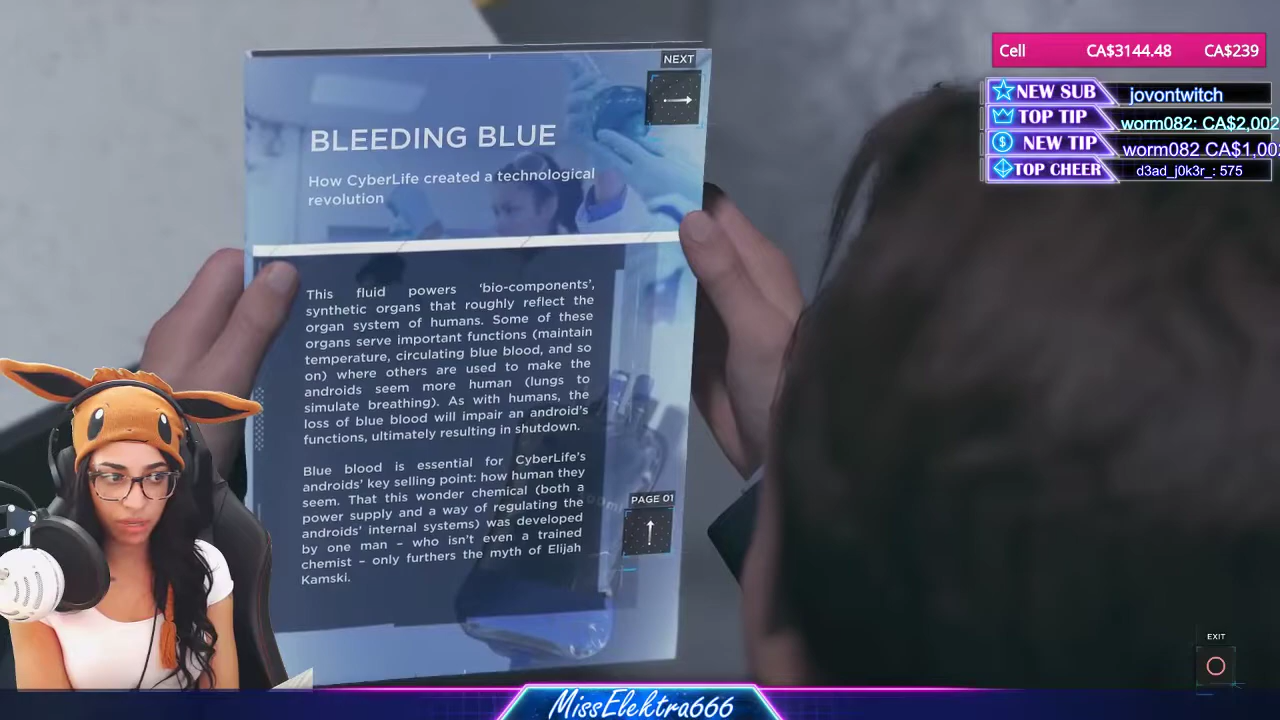 NEXT
BLEEDING BLUE
How CyberLife created a technological
revolution
This fluid powers ‘bio-components’,
synthetic organs that roughly reflect the
organ system of humans. Some of these
organs serve important functions (maintain
temperature, circulating blue blood, and so
on) where others are used to make the
androids seem more human (lungs to
simulate breathing). As with humans, the
loss of blue blood will impair an android's
functions, ultimately resulting in shutdown.
Blue blood is essential for CyberLife's
androids' key selling point: how human they
seem. That this wonder chemical (both a
power supply and a way of regulating the
androids' internal systems) was developed
by one man – who isn't even a trained
chemist – only furthers the myth of Elijah
Kamski.
PAGE 01
Cell CA$3144.48 CA$239
NEW SUB jovontwitch
TOP TIP worm082: CA$2,002
NEW TIP worm082 CA$1,002
TOP CHEER d3ad_j0k3r_: 575
EXIT
MissElektra666